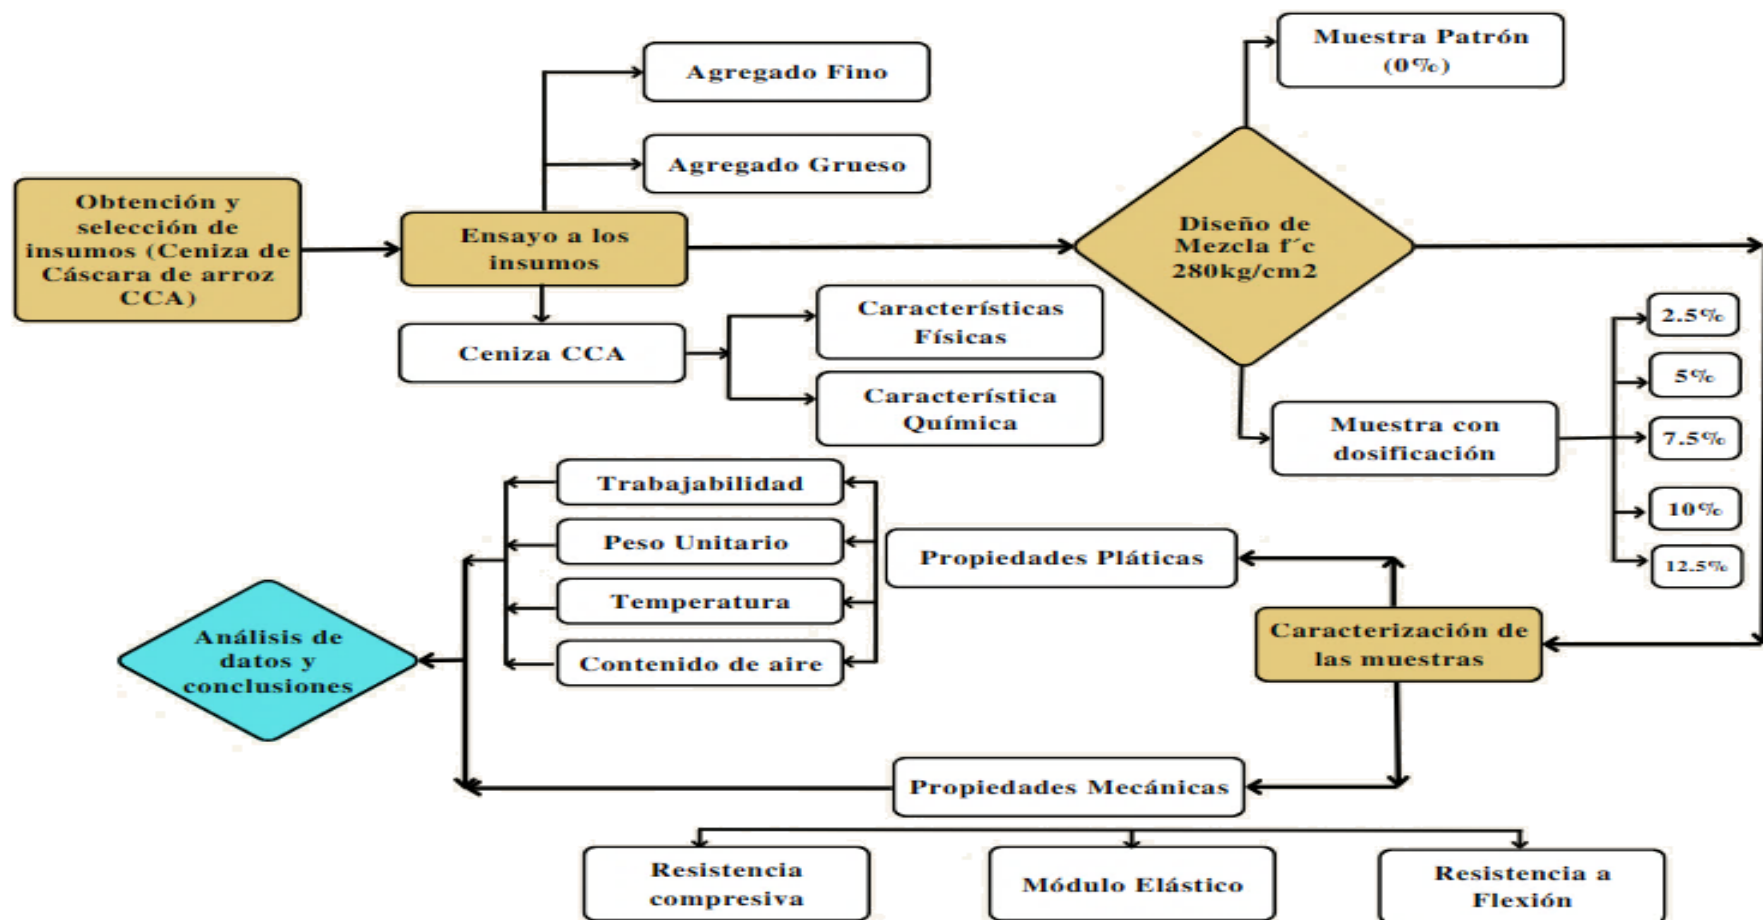 Obtención y
selección de
insumos (Ceniza de
Cáscara de arroz
CCA)
Ensayo a los
insumos
Agregado Fino
Agregado Grueso
Ceniza CCA
Características
Físicas
Característica
Química
Diseño de
Mezcla f´c
280kg/cm2
Muestra Patrón
(0%)
Muestra con
dosificación
2.5%
5%
7.5%
10%
12.5%
Caracterización de
las muestras
Propiedades Pláticas
Trabajabilidad
Peso Unitario
Temperatura
Contenido de aire
Propiedades Mecánicas
Resistencia
compresiva
Módulo Elástico
Resistencia a
Flexión
Análisis de
datos y
conclusiones